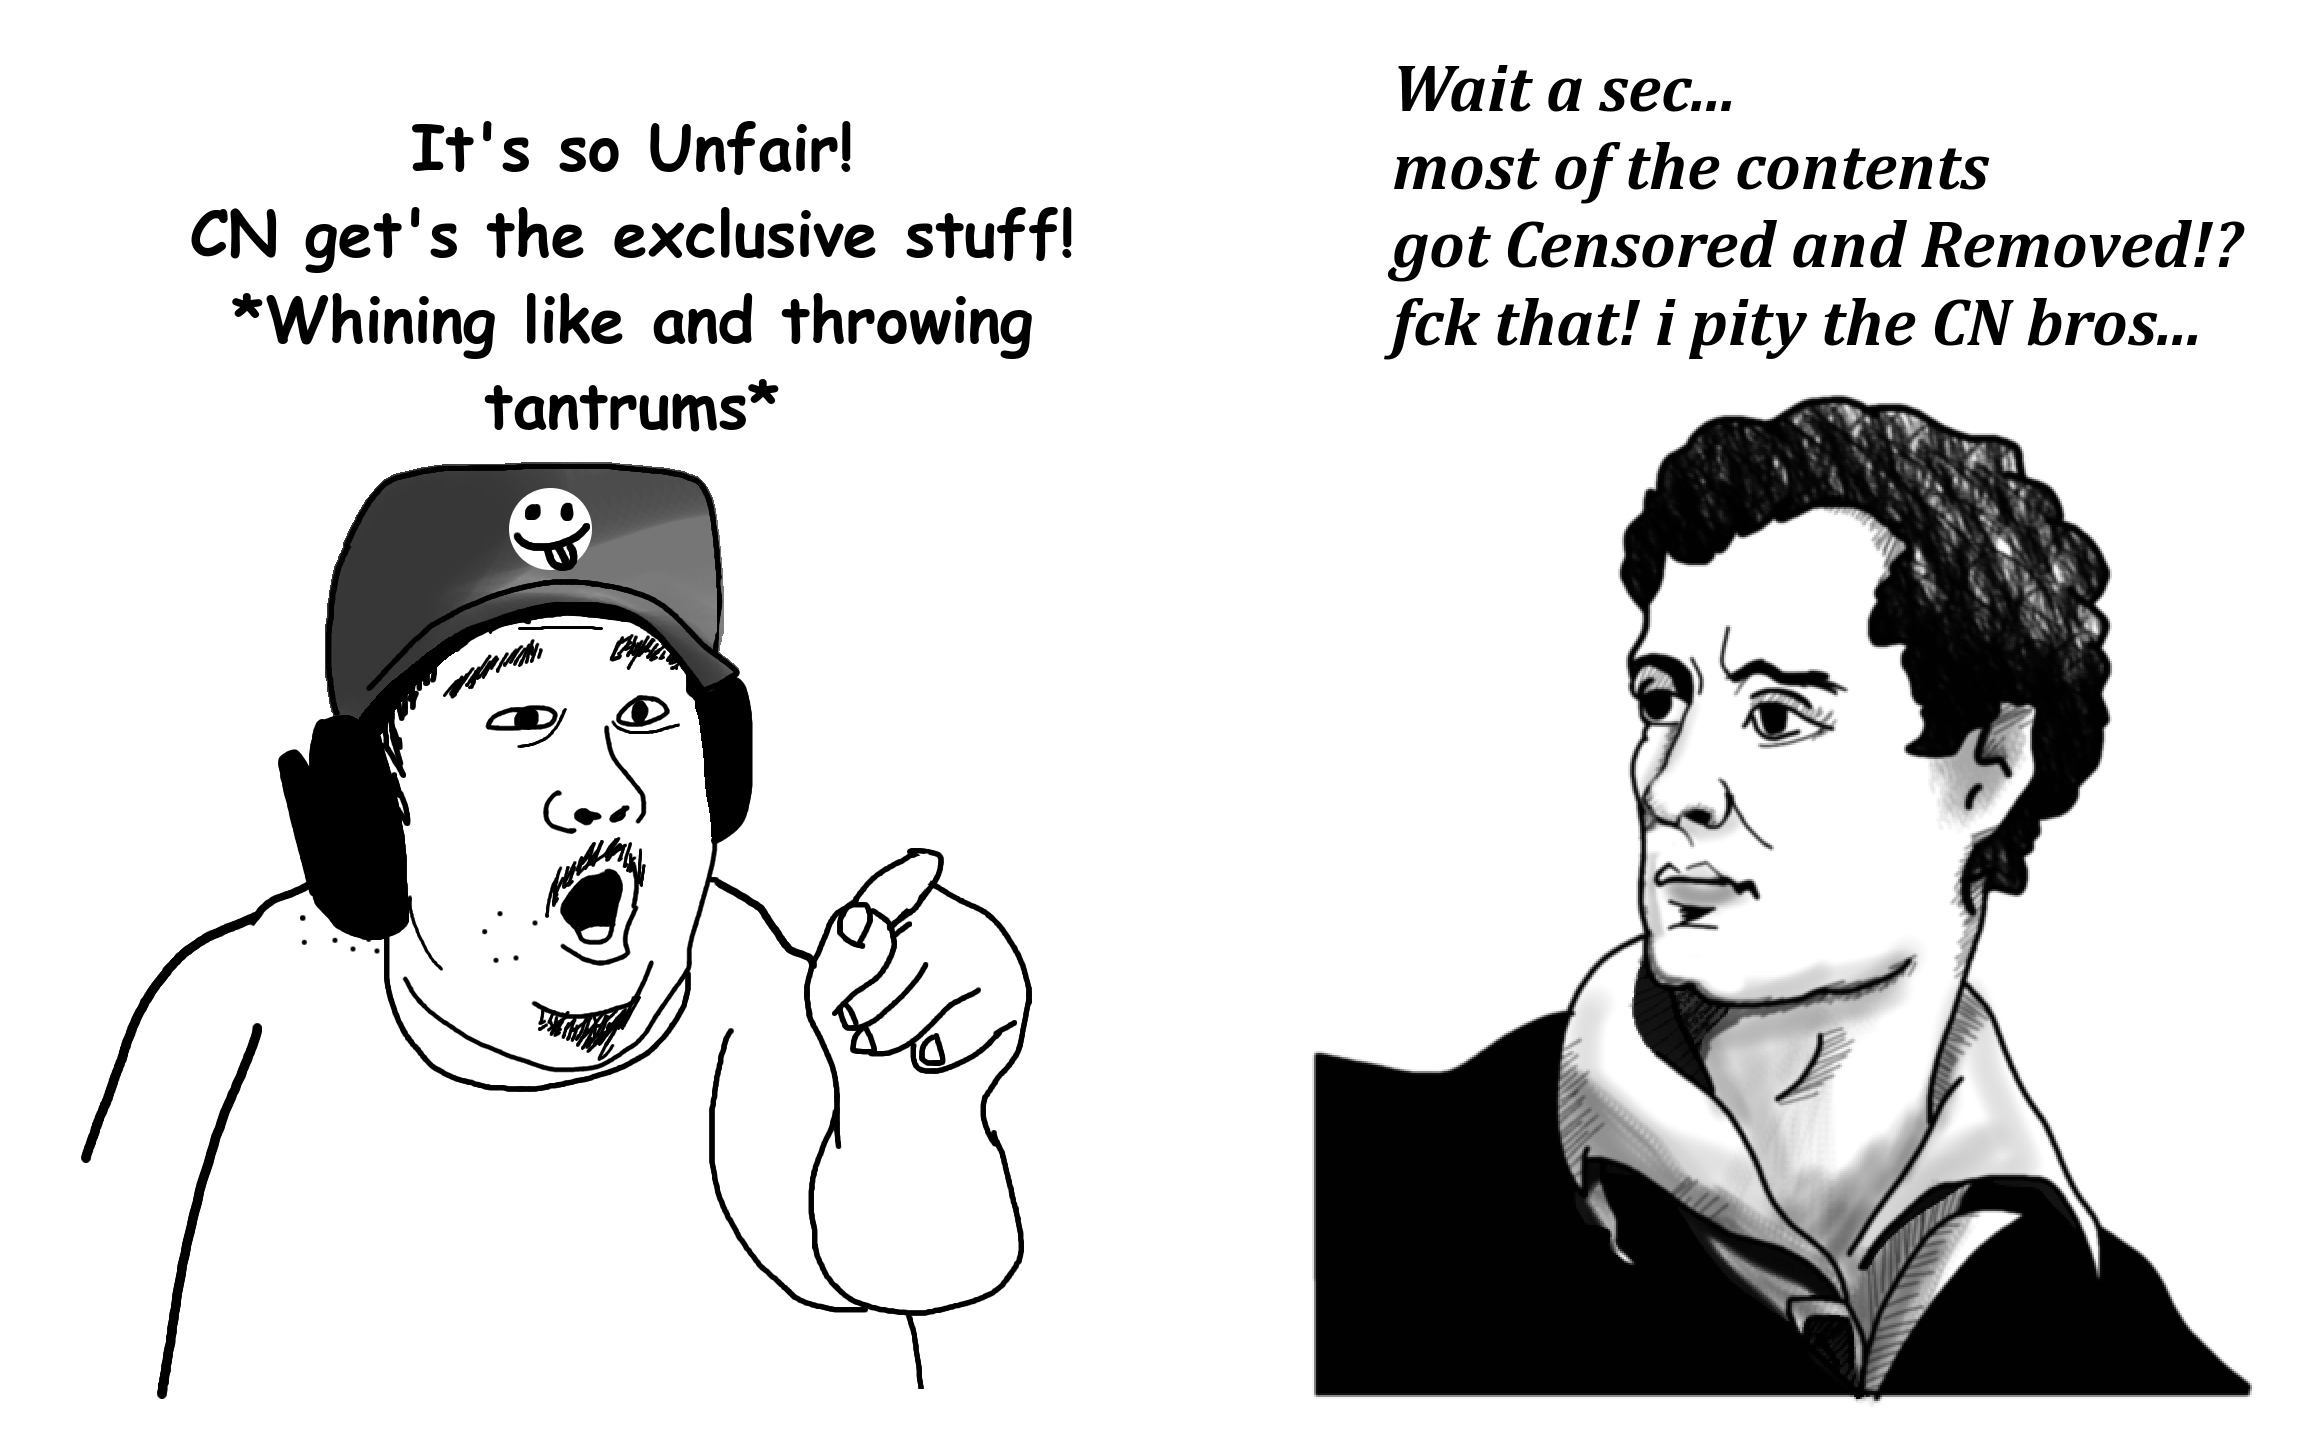 It's so Unfair!
CN get's the exclusive stuff!
*Whining like and throwing
tantrums*
Wait a sec...
most of the contents
got Censored and Removed!?
fck that! i pity the CN bros...